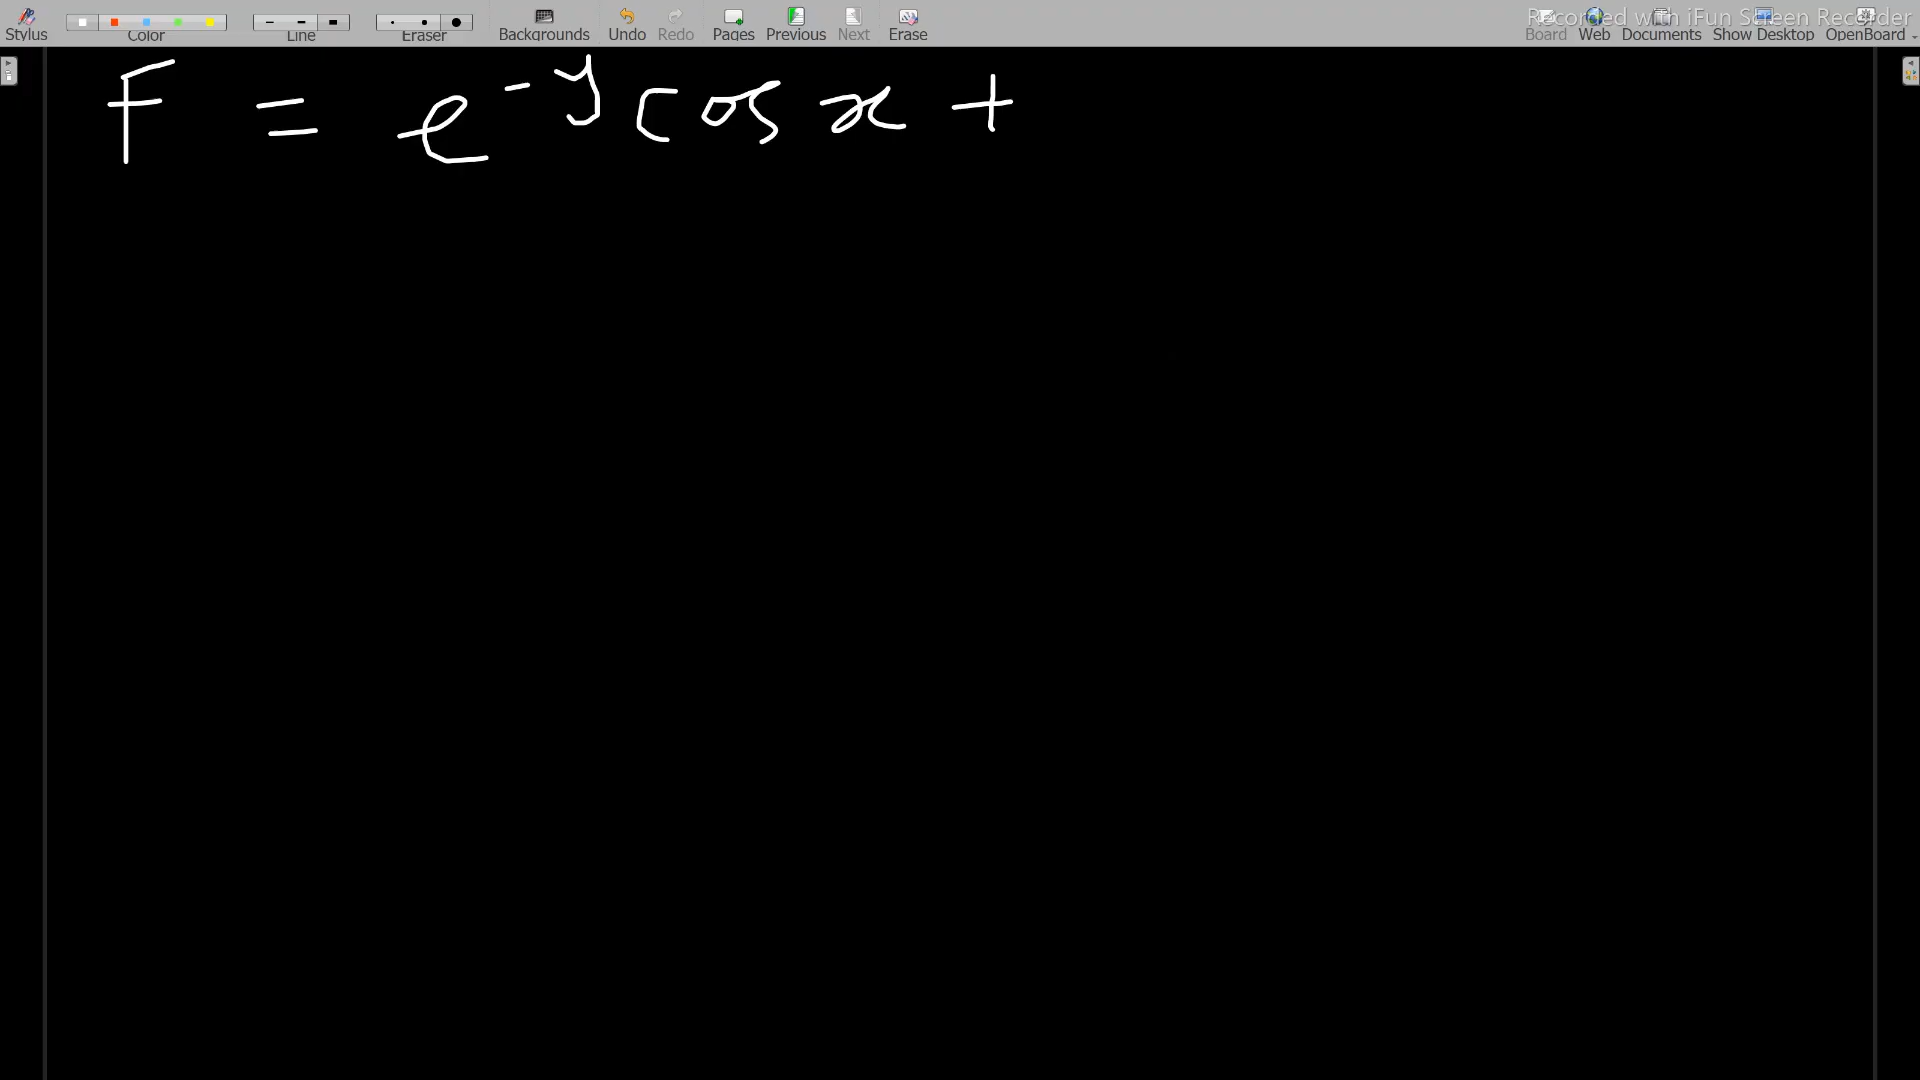 Recorded with iFun Screen Recorder
Stylus Color Line Eraser Backgrounds Undo Redo Pages Previous Next Erase Board Web Documents Show Desktop OpenBoard
F = e^{-y} cos x +